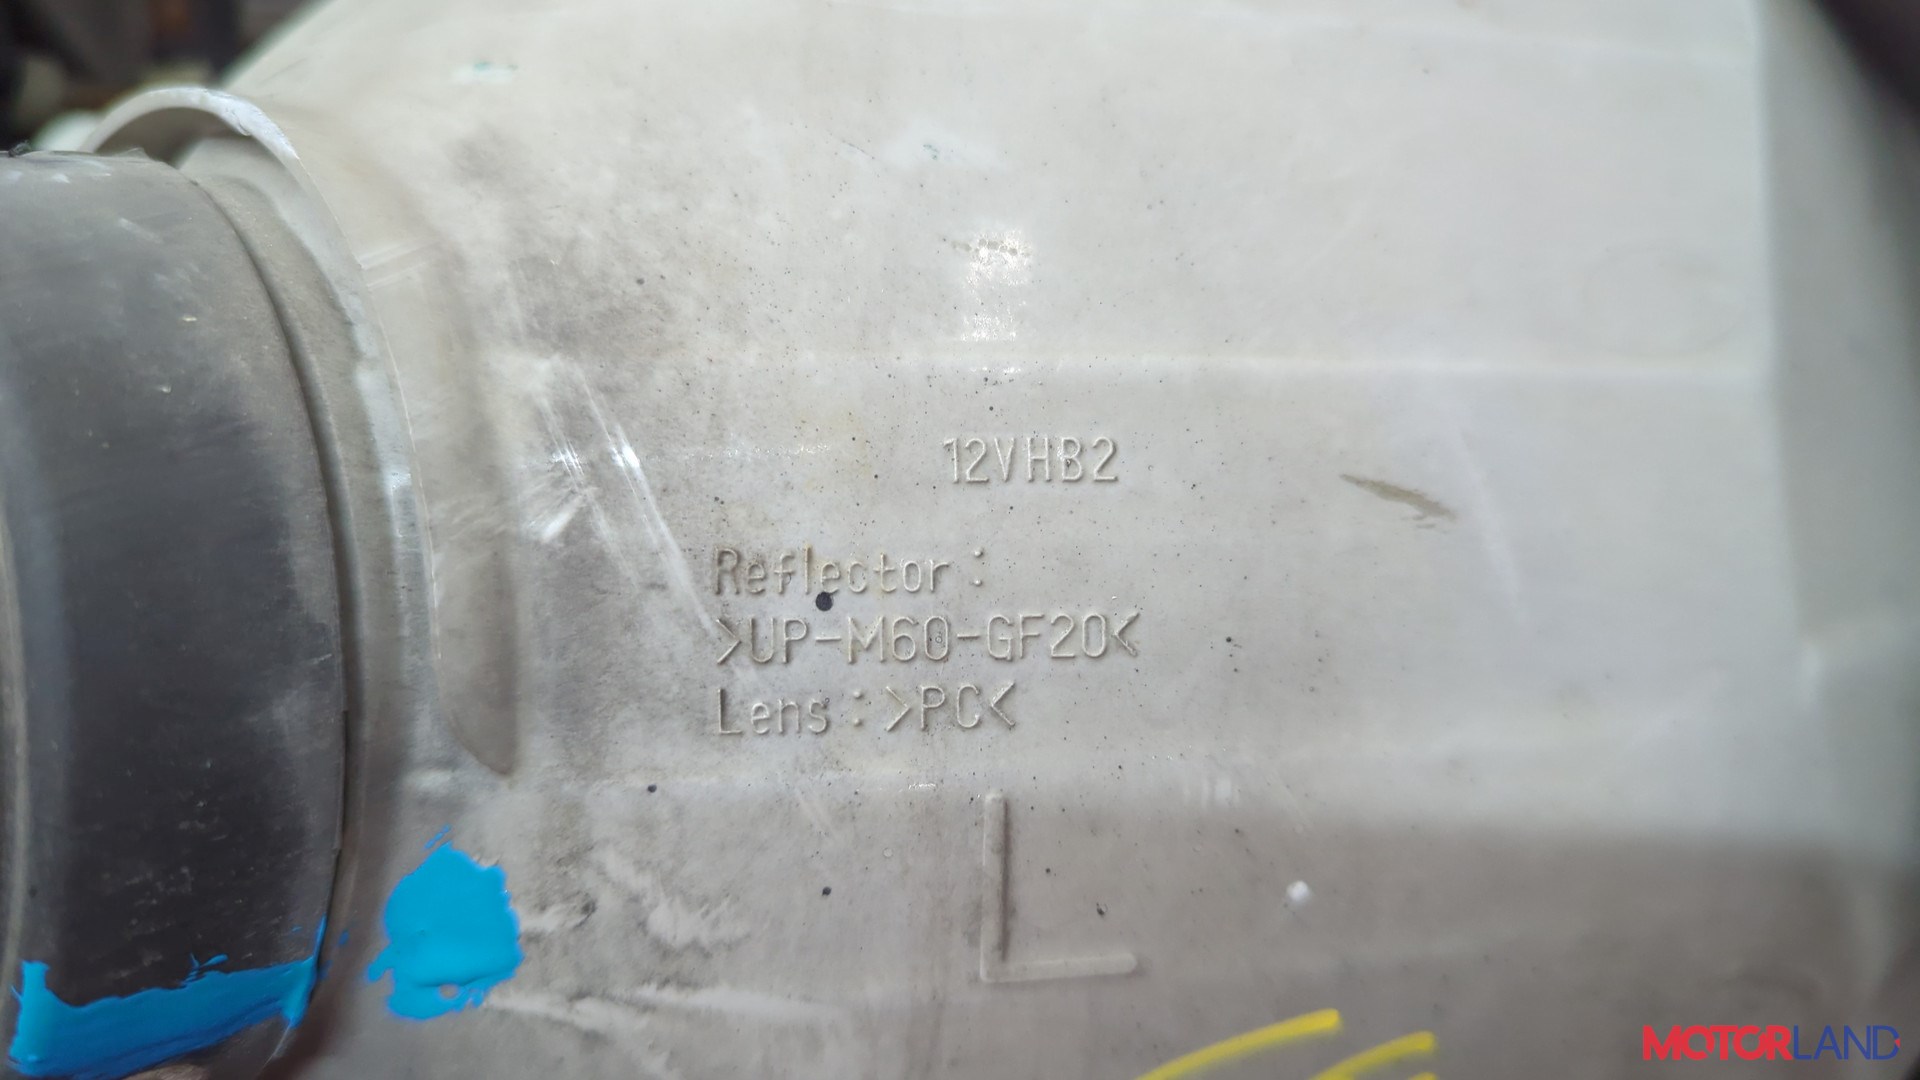 12VHB2
Reflector:
>UP-M60-GF20<
Lens:>PC<
L
MOTORLAND